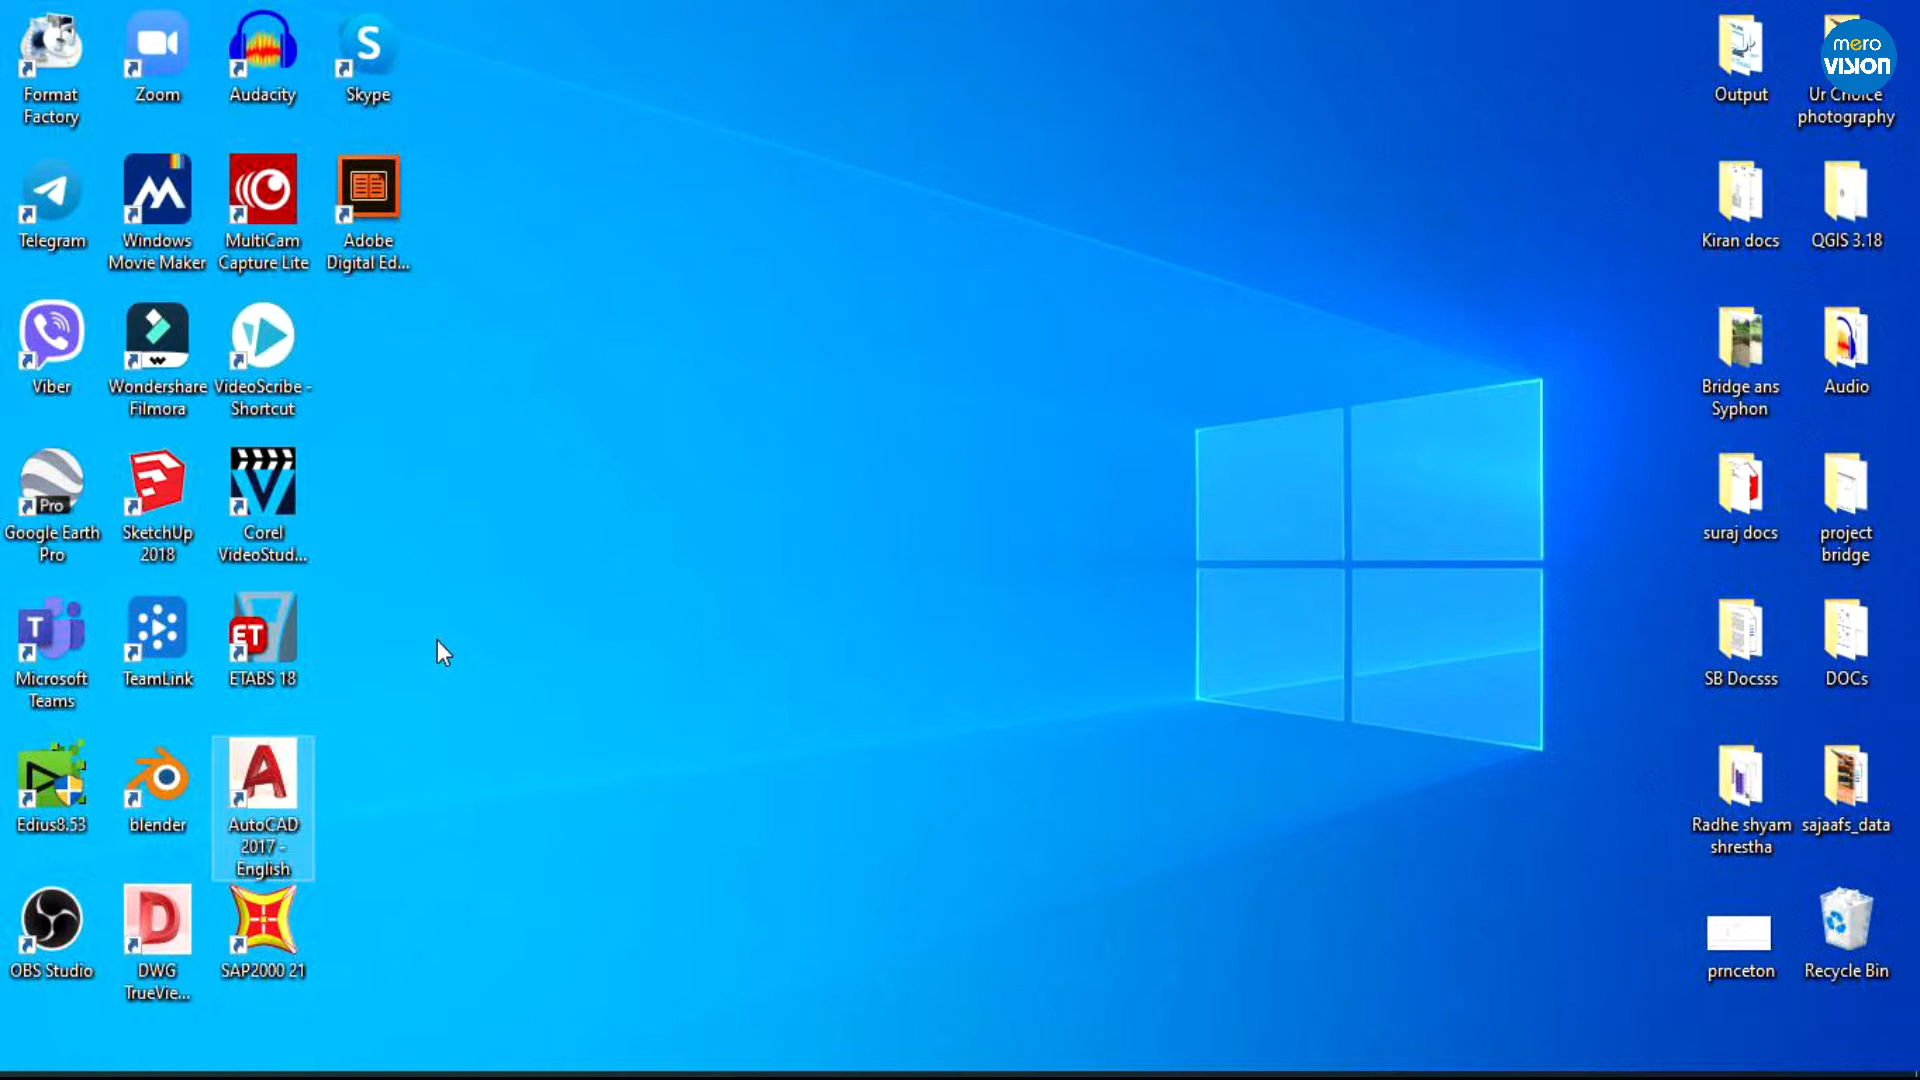 Format
Factory
Zoom
Audacity
S
Skype
Output
mero
VISION
Ur Choice
photography
Telegram
Windows
Movie Maker
MultiCam
Capture Lite
Adobe
Digital Ed...
Kiran docs
QGIS 3.18
Viber
Wondershare
Filmora
VideoScribe -
Shortcut
Bridge ans
Syphon
Audio
Pro
Google Earth
Pro
SketchUp
2018
Corel
VideoStud...
suraj docs
project
bridge
T
Microsoft
Teams
TeamLink
ET
ETABS 18
SB Docsss
DOCs
Edius8.53
blender
A
AutoCAD
2017 -
English
Radhe shyam
shrestha
sajaafs_data
OBS Studio
D
DWG
TrueVie...
SAP2000 21
prnceton
Recycle Bin